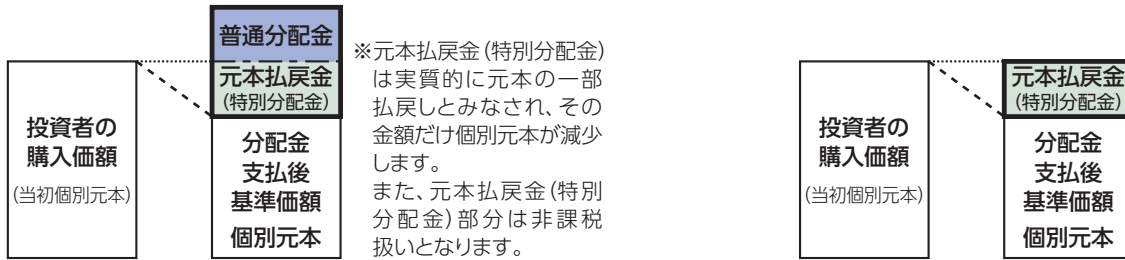 投資者の
購入価額
(当初個別元本)
普通分配金
元本払戻金
(特別分配金)
分配金
支払後
基準価額
個別元本
※元本払戻金(特別分配金)
は実質的に元本の一部
払戻しとみなされ、その
金額だけ個別元本が減少
します。
また、元本払戻金(特別
分配金)部分は非課税
扱いとなります。
投資者の
購入価額
(当初個別元本)
元本払戻金
(特別分配金)
分配金
支払後
基準価額
個別元本